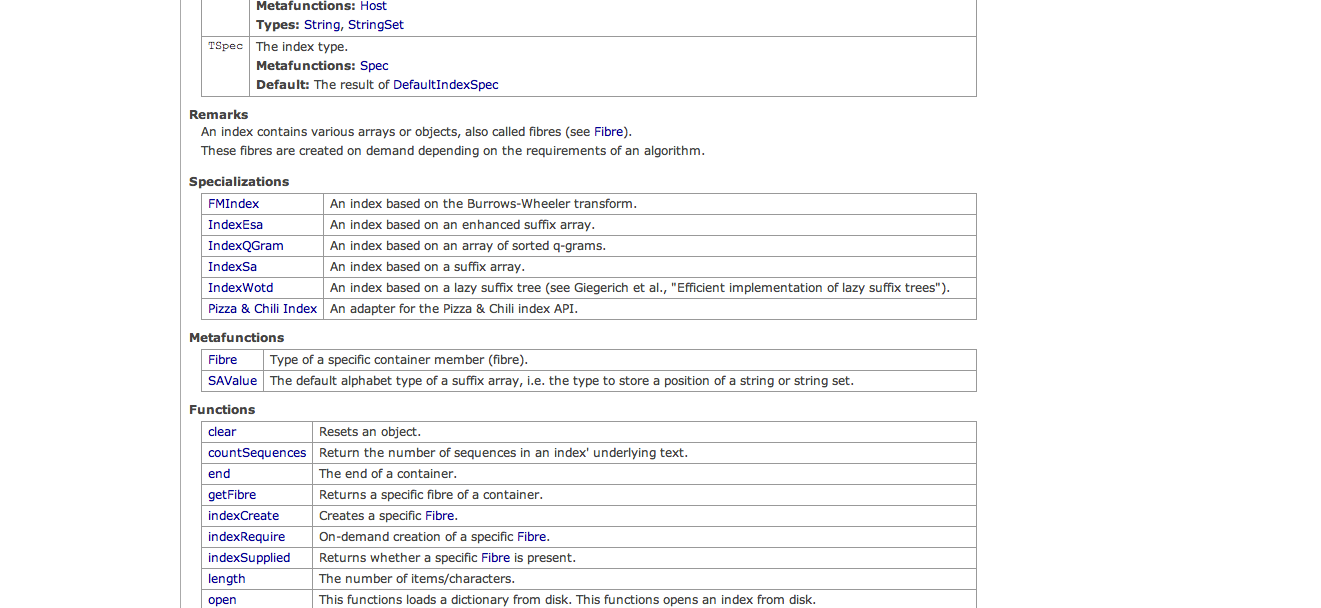 Metafunctions: Host
Types: String, StringSet
TSpec The index type.
Metafunctions: Spec
Default: The result of DefaultIndexSpec
Remarks
An index contains various arrays or objects, also called fibres (see Fibre).
These fibres are created on demand depending on the requirements of an algorithm.
Specializations
FMIndex An index based on the Burrows-Wheeler transform.
IndexEsa An index based on an enhanced suffix array.
IndexQGram An index based on an array of sorted q-grams.
IndexSa An index based on a suffix array.
IndexWotd An index based on a lazy suffix tree (see Giegerich et al., "Efficient implementation of lazy suffix trees").
Pizza & Chili Index An adapter for the Pizza & Chili index API.
Metafunctions
Fibre Type of a specific container member (fibre).
SAValue The default alphabet type of a suffix array, i.e. the type to store a position of a string or string set.
Functions
clear Resets an object.
countSequences Return the number of sequences in an index' underlying text.
end The end of a container.
getFibre Returns a specific fibre of a container.
indexCreate Creates a specific Fibre.
indexRequire On-demand creation of a specific Fibre.
indexSupplied Returns whether a specific Fibre is present.
length The number of items/characters.
open This functions loads a dictionary from disk. This functions opens an index from disk.